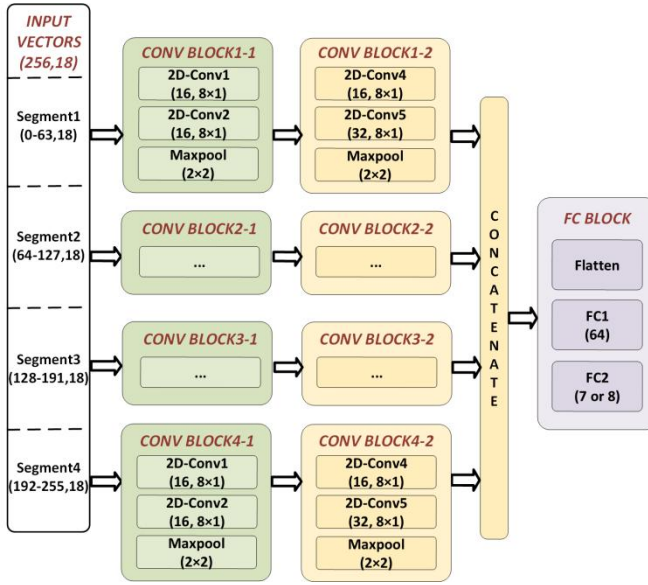 INPUT
VECTORS
(256,18)
Segment1
(0-63,18)
Segment2
(64-127,18)
Segment3
(128-191,18)
Segment4
(192-255,18)
CONV BLOCK1-1
2D-Conv1
(16, 8×1)
2D-Conv2
(16, 8×1)
Maxpool
(2×2)
CONV BLOCK1-2
2D-Conv4
(16, 8×1)
2D-Conv5
(32, 8×1)
Maxpool
(2×2)
CONV BLOCK2-1
...
CONV BLOCK2-2
...
CONV BLOCK3-1
...
CONV BLOCK3-2
...
CONV BLOCK4-1
2D-Conv1
(16, 8×1)
2D-Conv2
(16, 8×1)
Maxpool
(2×2)
CONV BLOCK4-2
2D-Conv4
(16, 8×1)
2D-Conv5
(32, 8×1)
Maxpool
(2×2)
CONCATENATE
FC BLOCK
Flatten
FC1
(64)
FC2
(7 or 8)